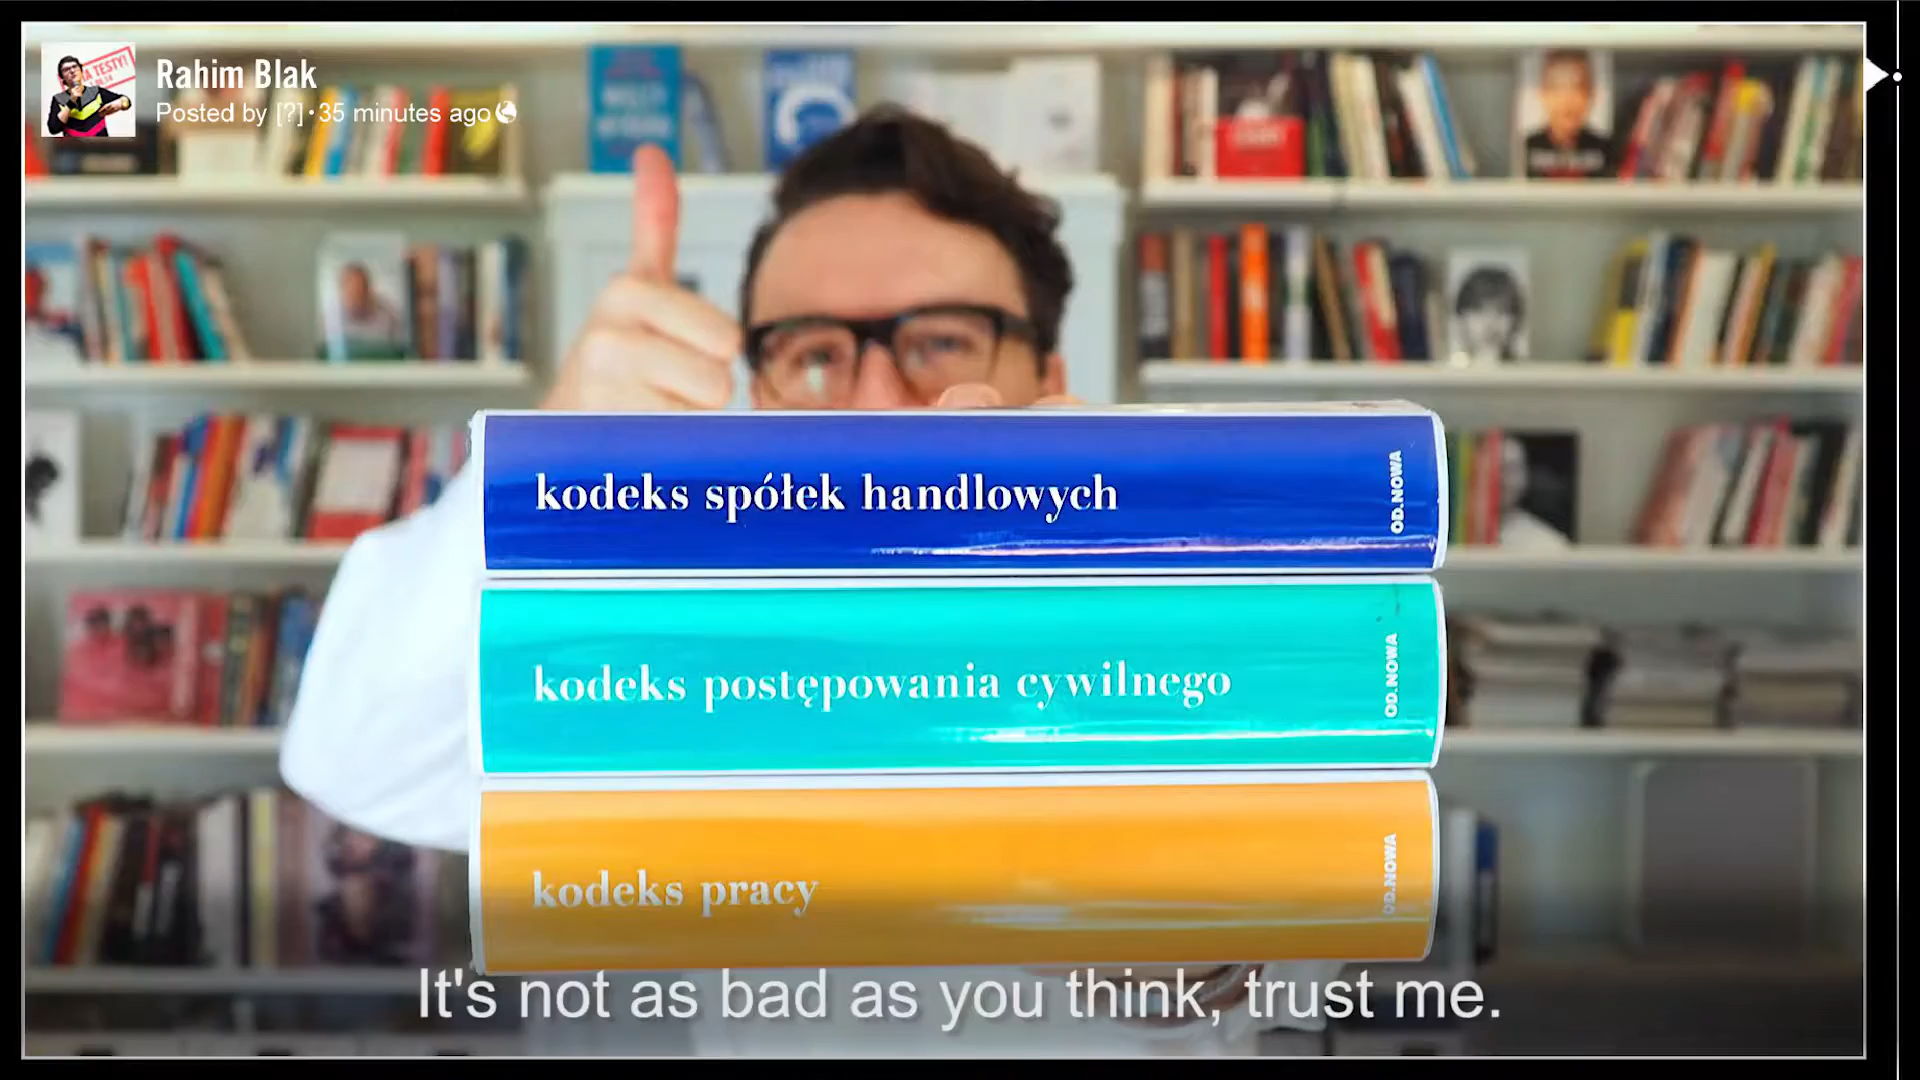 A TESTY!
Rahim Blak
Posted by [?] · 35 minutes ago
kodeks spółek handlowych
OD.NOWA
kodeks postępowania cywilnego
OD.NOWA
kodeks pracy
OD.NOWA
It's not as bad as you think, trust me.